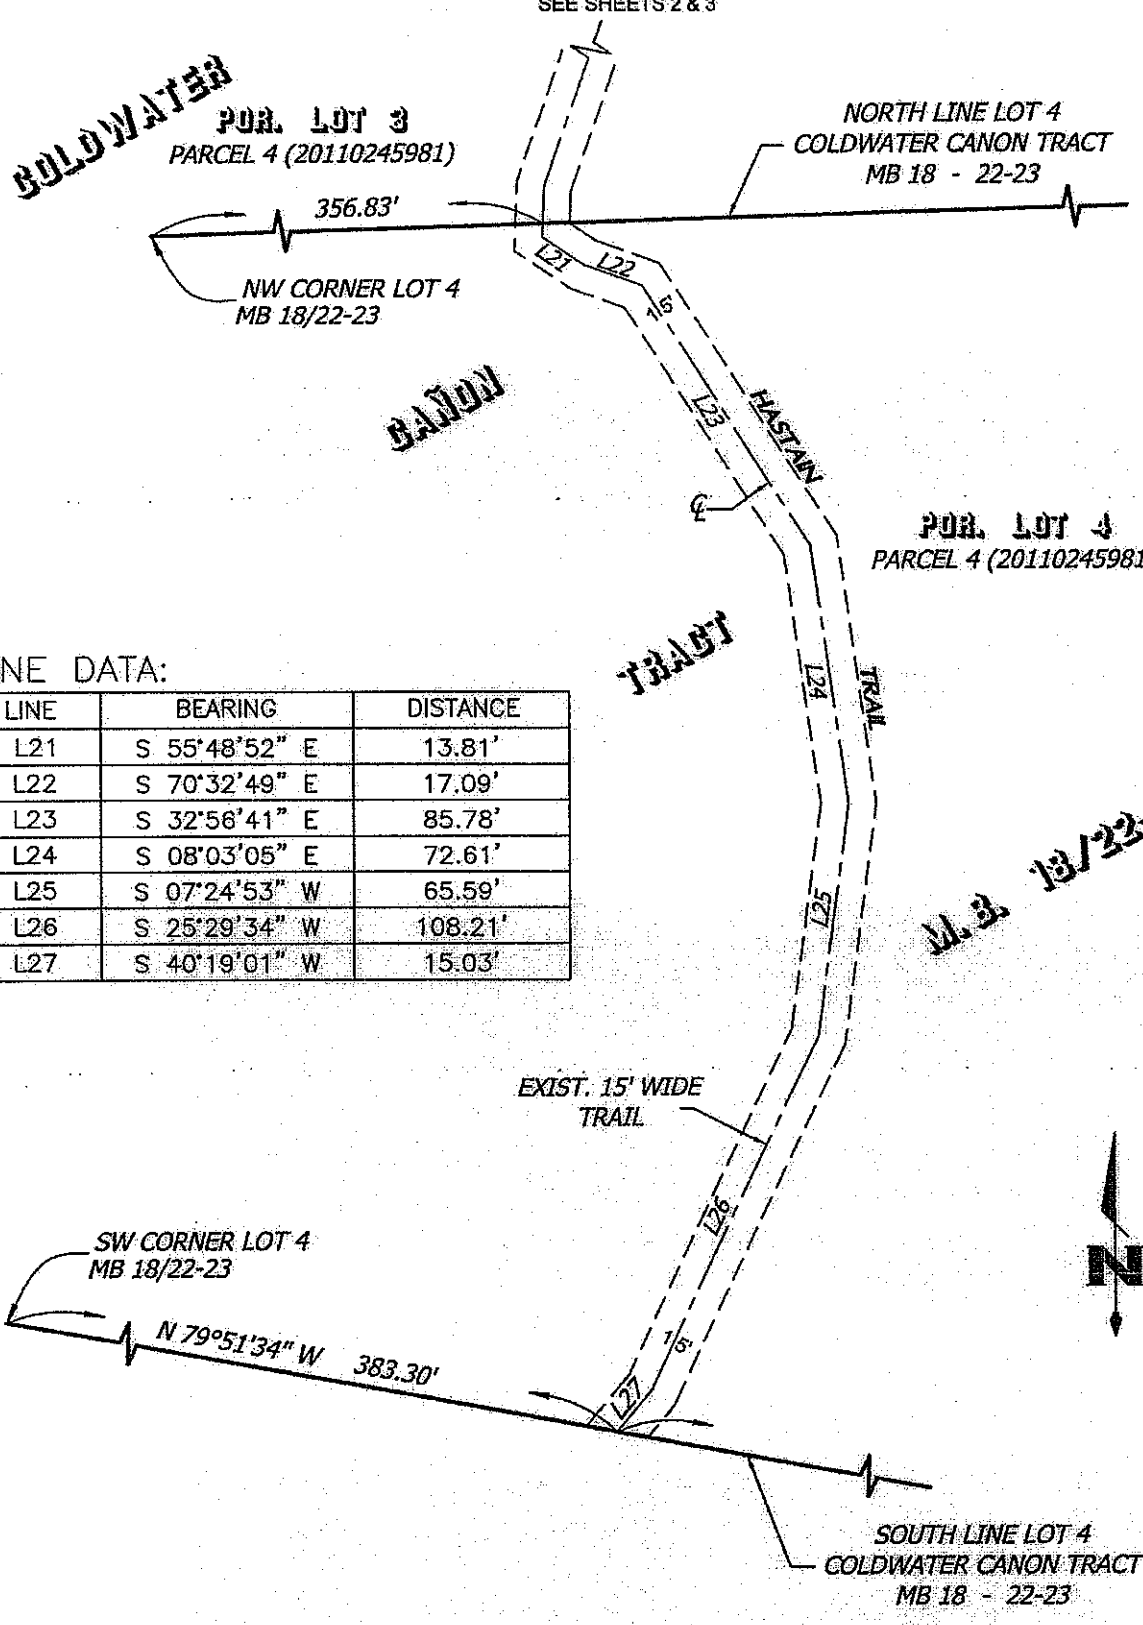 SEE SHEETS 2 & 3
COLDWATER
POR. LOT 3
PARCEL 4 (20110245981)
NORTH LINE LOT 4
COLDWATER CANON TRACT
MB 18 - 22-23
356.83'
NW CORNER LOT 4
MB 18/22-23
L21
L22
15'
CAÑON
L23
HASTAIN
℄
POR. LOT 4
PARCEL 4 (20110245981
TRACT
L24
TRAIL
NE DATA:
LINE BEARING DISTANCE
L21 S 55°48'52" E 13.81'
L22 S 70°32'49" E 17.09'
L23 S 32°56'41" E 85.78'
L24 S 08°03'05" E 72.61'
L25 S 07°24'53" W 65.59'
L26 S 25°29'34" W 108.21'
L27 S 40°19'01" W 15.03'
M.B. 18/22-
L25
EXIST. 15' WIDE
TRAIL
L26
N
SW CORNER LOT 4
MB 18/22-23
N 79°51'34" W 383.30'
15'
L27
SOUTH LINE LOT 4
COLDWATER CANON TRACT
MB 18 - 22-23